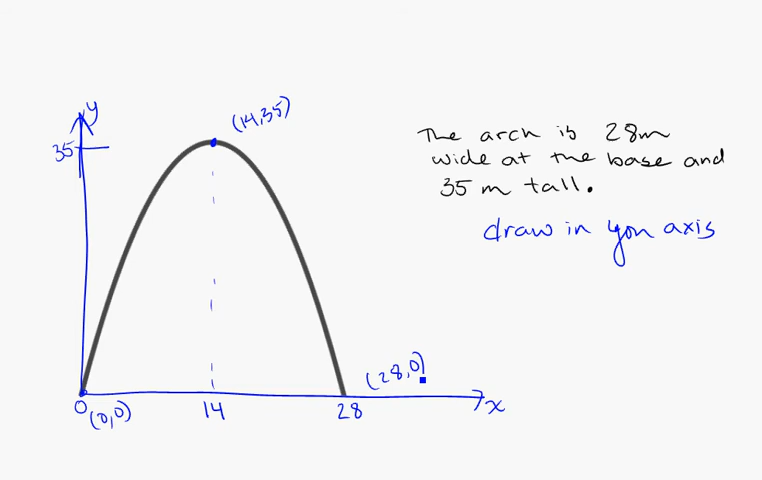 y
(14,35)
35
The arch is 28m
wide at the base and
35 m tall.
draw in your axis
(28,0)
0
(0,0)
14
28
x